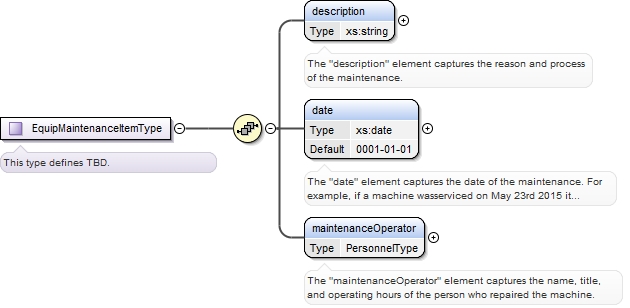 description
Type xs:string
The "description" element captures the reason and process
of the maintenance.
EquipMaintenanceItemType
This type defines TBD.
date
Type xs:date
Default 0001-01-01
The "date" element captures the date of the maintenance. For
example, if a machine wasserviced on May 23rd 2015 it...
maintenanceOperator
Type PersonnelType
The "maintenanceOperator" element captures the name, title,
and operating hours of the person who repaired the machine.